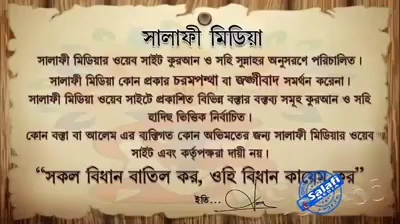 সালাফী মিডিয়া
সালাফী মিডিয়ার ওয়েব সাইট কুরআন ও সহি সুন্নাহর অনুসরণে পরিচালিত।
সালাফী মিডিয়া কোন প্রকার চরমপন্থা বা জঙ্গীবাদ সমর্থন করেনা।
সালাফী মিডিয়া ওয়েব সাইটে প্রকাশিত বিভিন্ন বক্তার বক্তব্য সমূহ কুরআন ও সহি
হাদিছ ভিত্তিক নির্বাচিত।
কোন বক্তা বা আলেম এর ব্যক্তিগত কোন অভিমতের জন্য সালাফী মিডিয়ার ওয়েব
সাইট এবং কর্তৃপক্ষরা দায়ী নয়।
“সকল বিধান বাতিল কর, ওহি বিধান কায়েম কর”
ইতি...
Salafi